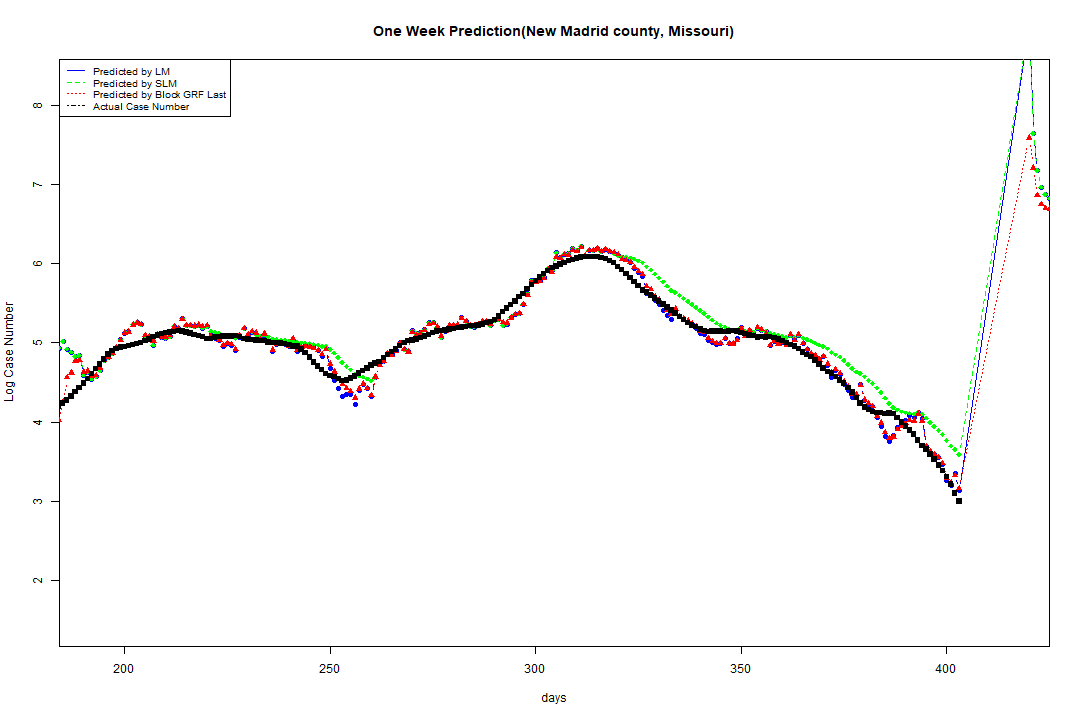 One Week Prediction(New Madrid county, Missouri)
Predicted by LM
Predicted by SLM
Predicted by Block GRF Last
Actual Case Number
8
7
6
5
4
3
2
Log Case Number
200 250 300 350 400
days